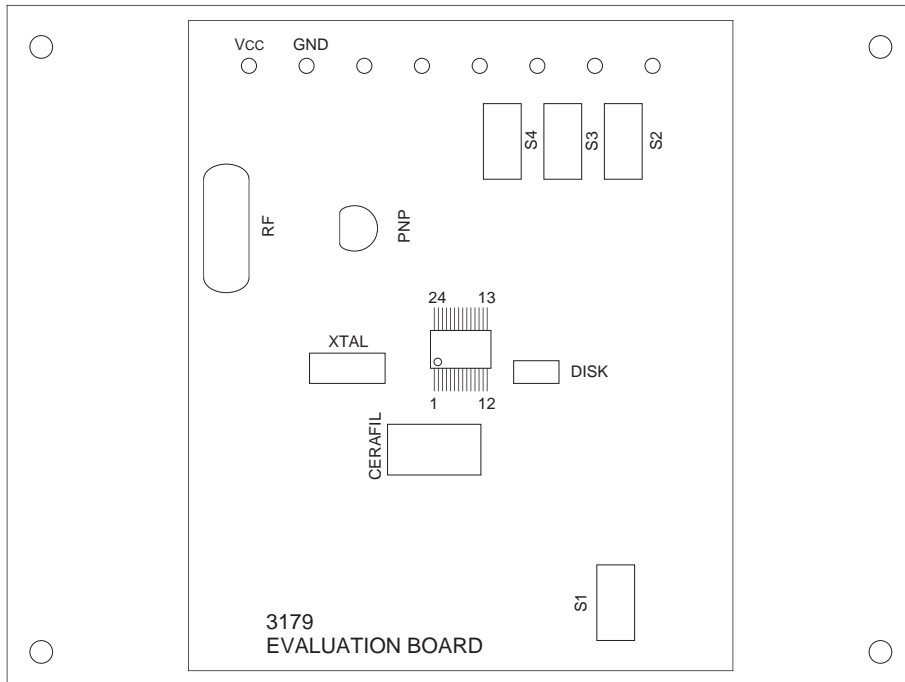 VCC GND
S4 S3 S2
RF PNP
24 13
XTAL
DISK
1 12
CERAFIL
S1
3179
EVALUATION BOARD